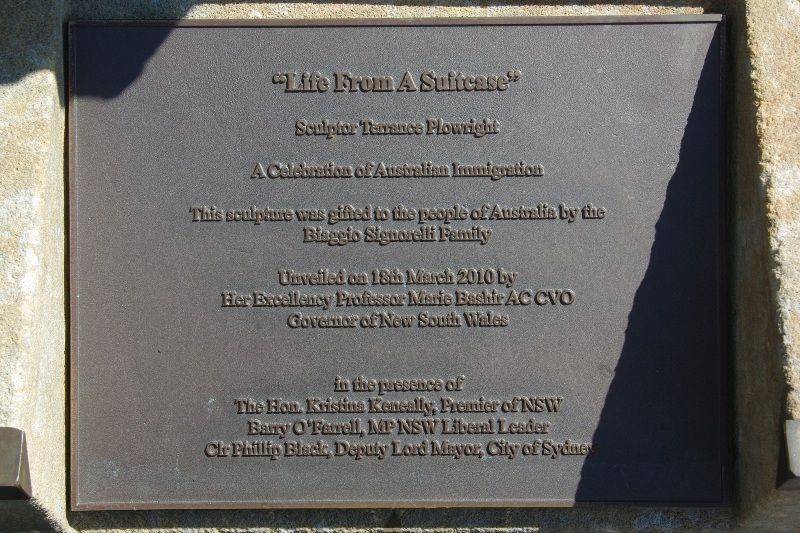 “Life From A Suitcase”
Sculptor Terrance Plowright
A Celebration of Australian Immigration
This sculpture was gifted to the people of Australia by the
Biaggio Signorelli Family
Unveiled on 18th March 2010 by
Her Excellency Professor Marie Bashir AC CVO
Governor of New South Wales
in the presence of
The Hon. Kristina Keneally, Premier of NSW
Barry O’Farrell, MP NSW Liberal Leader
Clr Phillip Black, Deputy Lord Mayor, City of Sydney